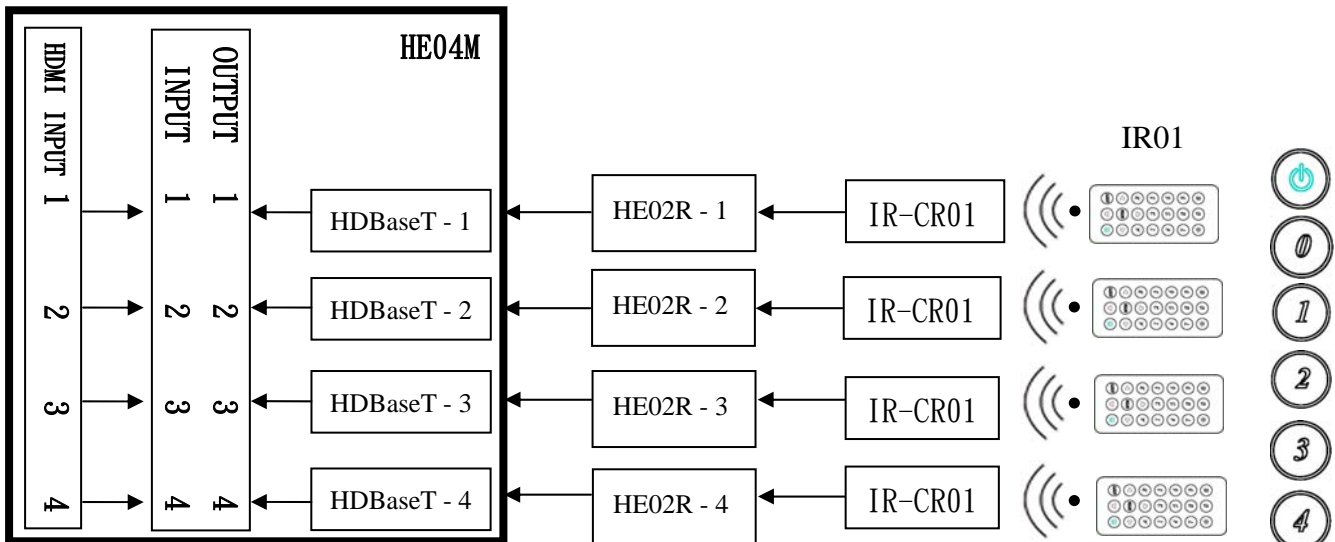 HE04M
HDMI INPUT 1 2 3 4
INPUT 1 2 3 4
OUTPUT 1 2 3 4
HDBaseT - 1
HDBaseT - 2
HDBaseT - 3
HDBaseT - 4
HE02R - 1
HE02R - 2
HE02R - 3
HE02R - 4
IR-CR01
IR-CR01
IR-CR01
IR-CR01
IR01
0
1
2
3
4